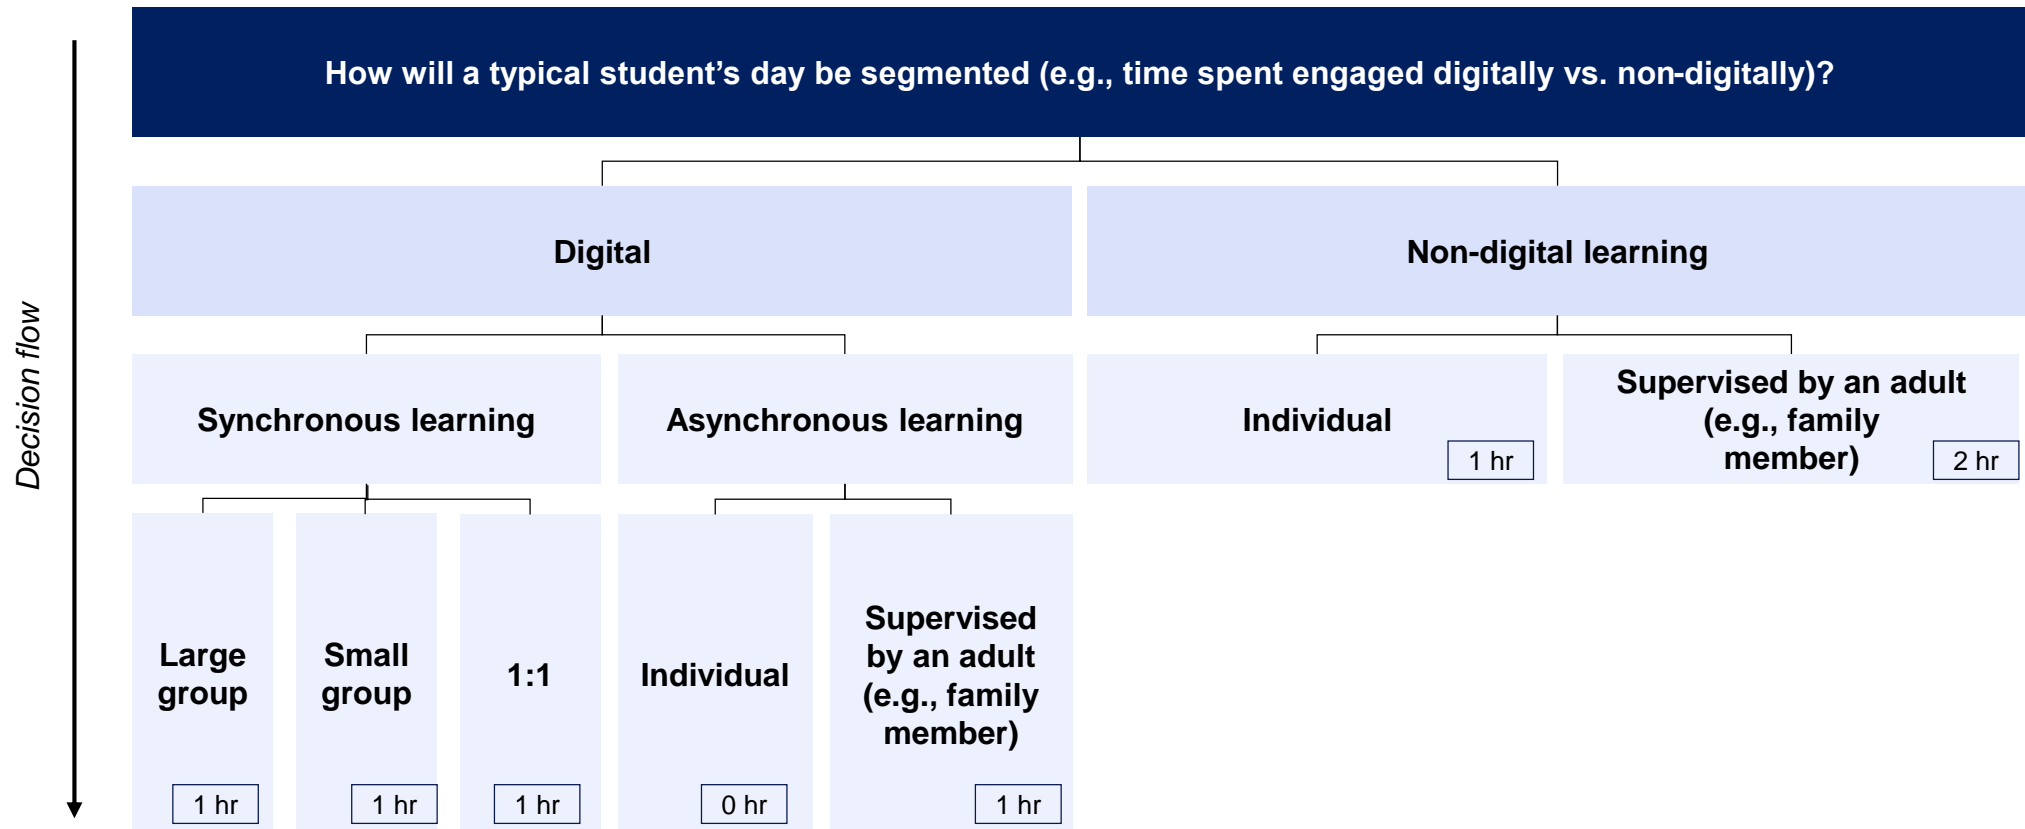 How will a typical student’s day be segmented (e.g., time spent engaged digitally vs. non-digitally)?
Decision flow
Digital
Non-digital learning
Synchronous learning
Asynchronous learning
Individual
1 hr
Supervised by an adult
(e.g., family
member)
2 hr
Large
group
1 hr
Small
group
1 hr
1:1
1 hr
Individual
0 hr
Supervised
by an adult
(e.g., family
member)
1 hr